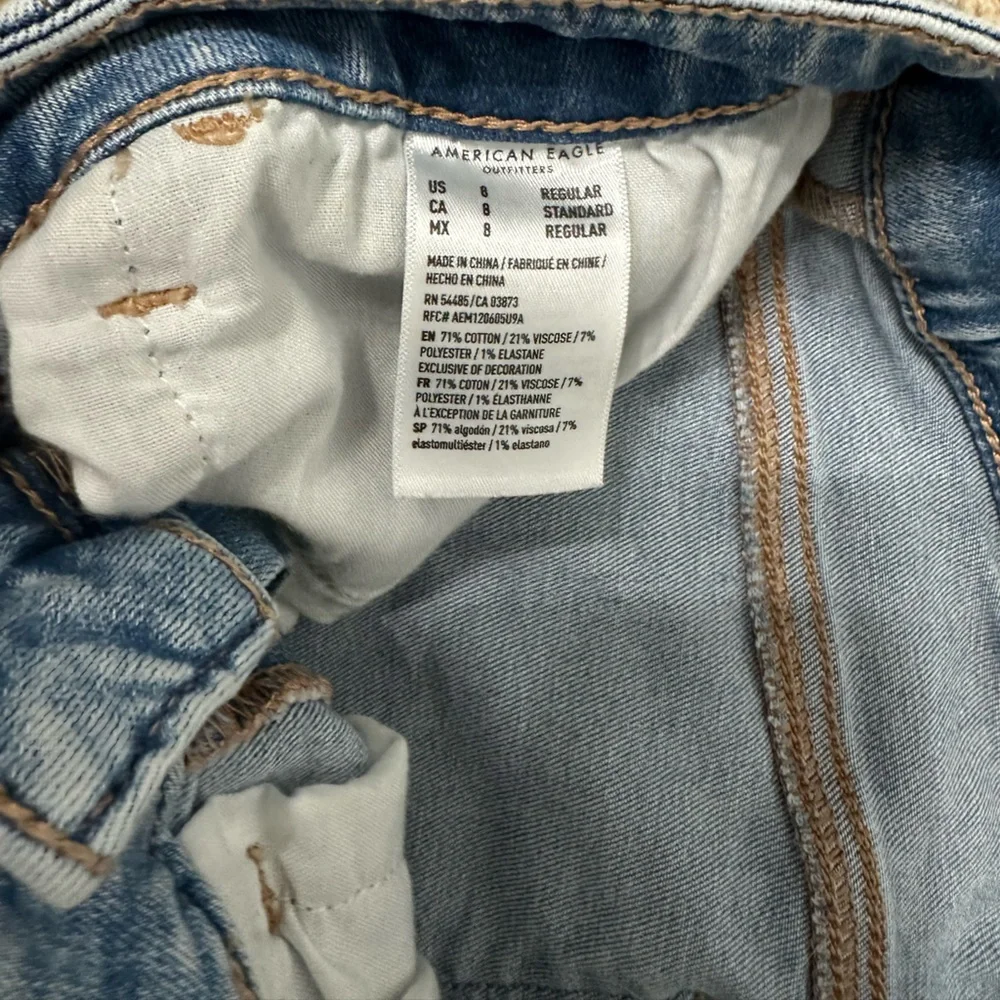 AMERICAN EAGLE
OUTFITTERS
US 8 REGULAR
CA 8 STANDARD
MX 8 REGULAR
MADE IN CHINA / FABRIQUÉ EN CHINE /
HECHO EN CHINA
RN 54485/CA 03873
RFC# AEM120605U9A
EN 71% COTTON / 21% VISCOSE / 7%
POLYESTER / 1% ELASTANE
EXCLUSIVE OF DECORATION
FR 71% COTON / 21% VISCOSE / 7%
POLYESTER / 1% ÉLASTHANNE
À L'EXCEPTION DE LA GARNITURE
SP 71% algodón / 21% viscosa / 7%
elastomultiéster / 1% elastano